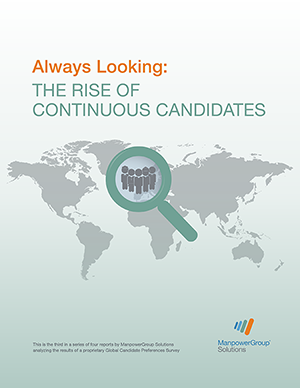 Always Looking:
THE RISE OF
CONTINUOUS CANDIDATES
This is the third in a series of four reports by ManpowerGroup Solutions
analyzing the results of a proprietary Global Candidate Preferences Survey
ManpowerGroup®
Solutions